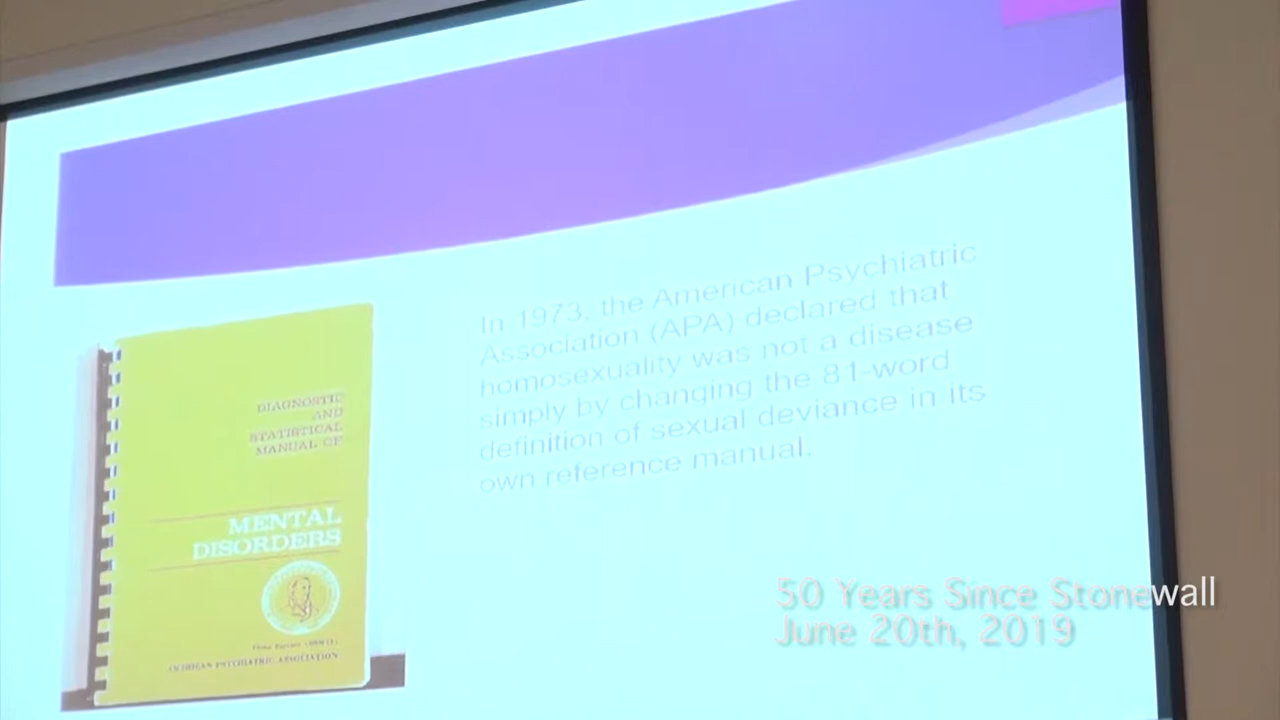 In 1973, the American Psychiatric
Association (APA) declared that
homosexuality was not a disease
simply by changing the 81-word
definition of sexual deviance in its
own reference manual.
DIAGNOSTIC
AND
STATISTICAL
MANUAL OF
MENTAL
DISORDERS
AMERICAN PSYCHIATRIC ASSOCIATION
50 Years Since Stonewall
June 20th, 2019